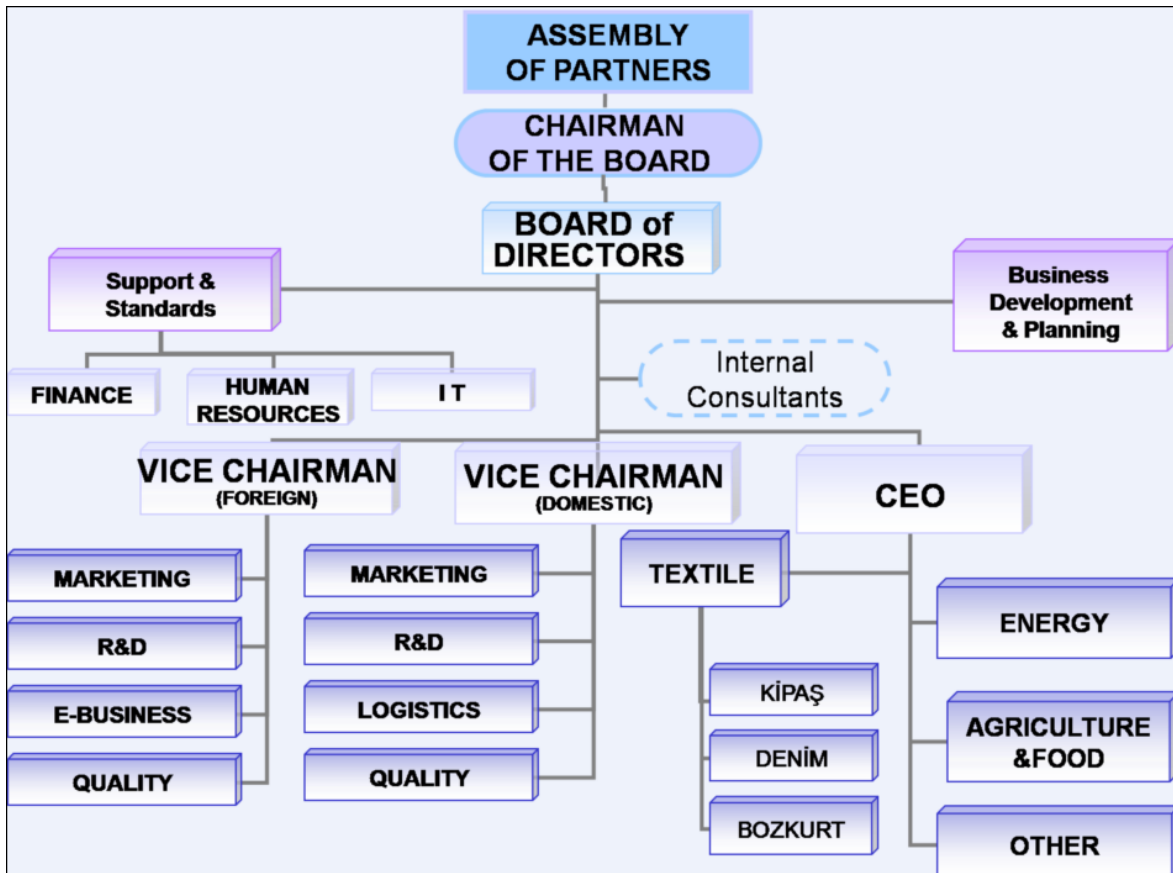 ASSEMBLY
OF PARTNERS
CHAIRMAN
OF THE BOARD
BOARD of
DIRECTORS
Support &
Standards
Business
Development
& Planning
FINANCE
HUMAN
RESOURCES
I T
Internal
Consultants
VICE CHAIRMAN
(FOREIGN)
VICE CHAIRMAN
(DOMESTIC)
CEO
MARKETING
R&D
E-BUSINESS
QUALITY
MARKETING
R&D
LOGISTICS
QUALITY
TEXTILE
KİPAŞ
DENİM
BOZKURT
ENERGY
AGRICULTURE
&FOOD
OTHER